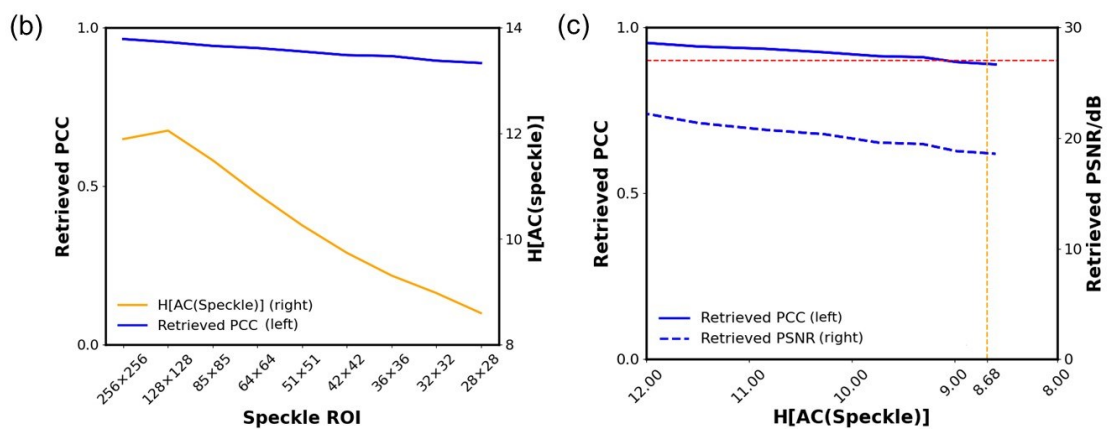 (b)
1.0
0.5
0.0
Retrieved PCC
14
12
10
8
H[AC(speckle)]
H[AC(Speckle)] (right)
Retrieved PCC (left)
256×256
128×128
85×85
64×64
51×51
42×42
36×36
32×32
28×28
Speckle ROI
(c)
1.0
0.5
0.0
Retrieved PCC
30
20
10
0
Retrieved PSNR/dB
Retrieved PCC (left)
Retrieved PSNR (right)
12.00
11.00
10.00
9.00
8.68
8.00
H[AC(Speckle)]